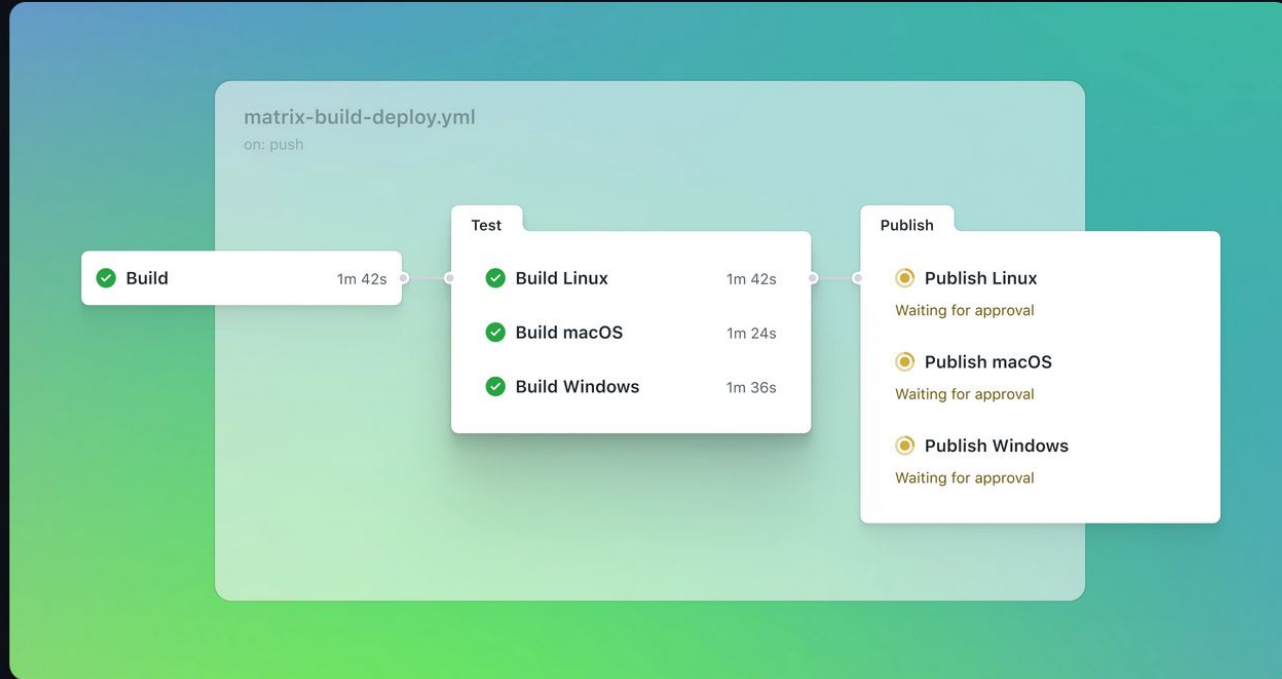 matrix-build-deploy.yml
on: push
Build 1m 42s
Test
Build Linux 1m 42s
Build macOS 1m 24s
Build Windows 1m 36s
Publish
Publish Linux
Waiting for approval
Publish macOS
Waiting for approval
Publish Windows
Waiting for approval